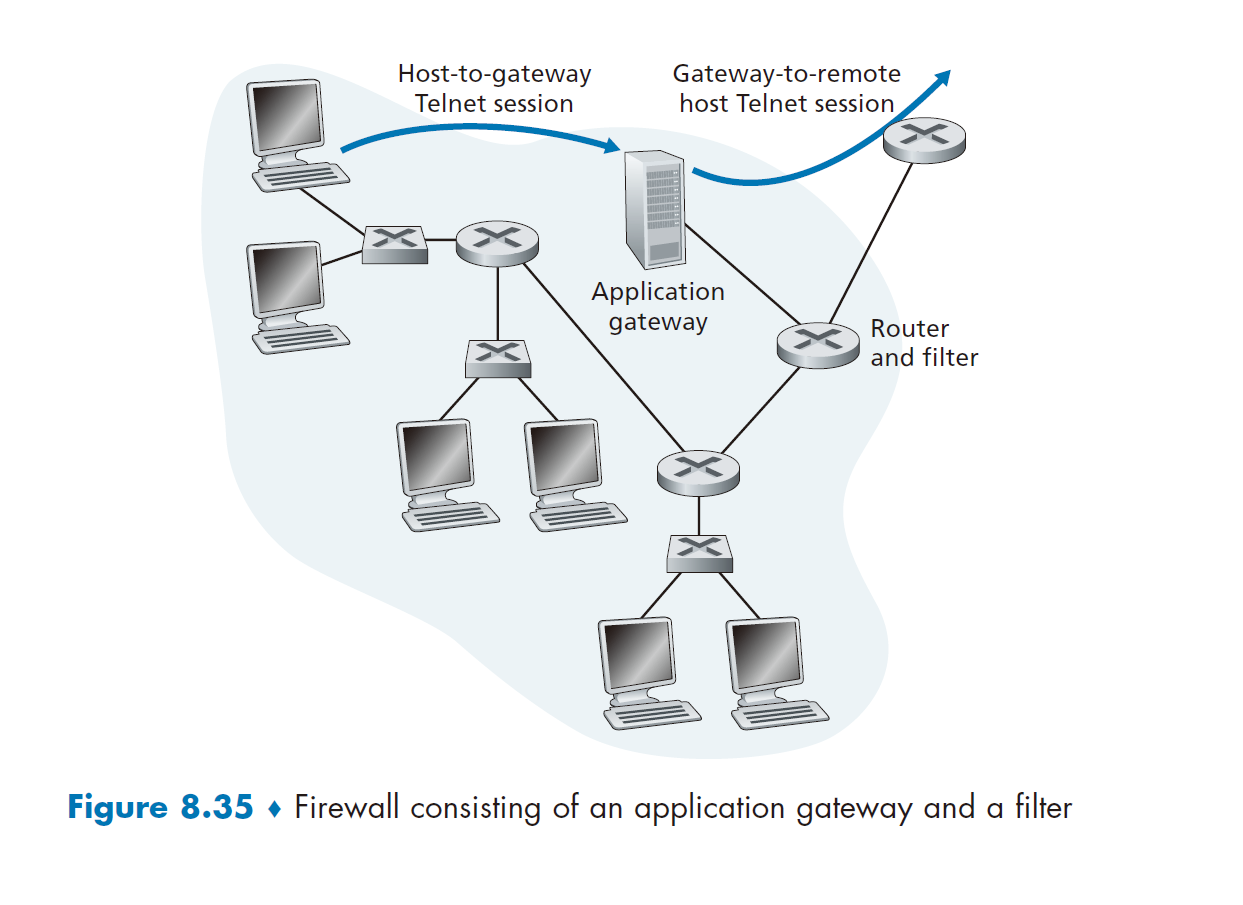 Host-to-gateway
Telnet session
Gateway-to-remote
host Telnet session
Application
gateway
Router
and filter
Figure 8.35 ♦ Firewall consisting of an application gateway and a filter